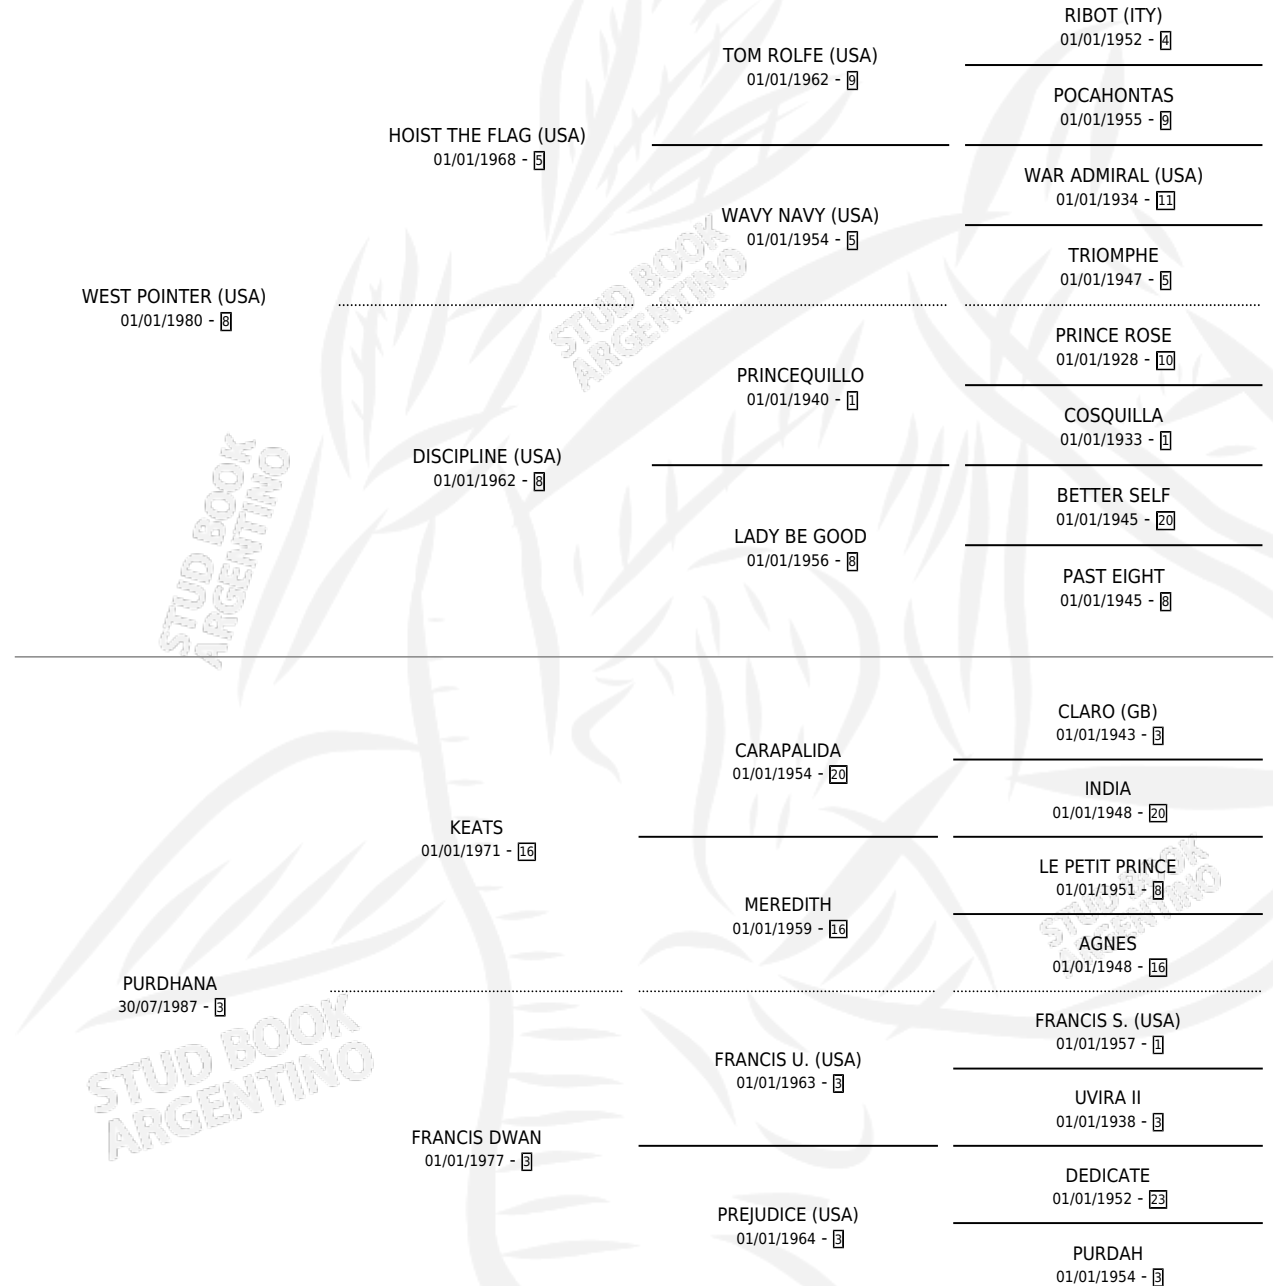 RIBOT (ITY)
01/01/1952 - 4
TOM ROLFE (USA)
01/01/1962 - 9
POCAHONTAS
01/01/1955 - 9
HOIST THE FLAG (USA)
01/01/1968 - 5
WAR ADMIRAL (USA)
01/01/1934 - 11
WAVY NAVY (USA)
01/01/1954 - 5
TRIOMPHE
01/01/1947 - 5
WEST POINTER (USA)
01/01/1980 - 8
PRINCE ROSE
01/01/1928 - 10
PRINCEQUILLO
01/01/1940 - 1
COSQUILLA
01/01/1933 - 1
DISCIPLINE (USA)
01/01/1962 - 8
BETTER SELF
01/01/1945 - 20
LADY BE GOOD
01/01/1956 - 8
PAST EIGHT
01/01/1945 - 8
CLARO (GB)
01/01/1943 - 3
CARAPALIDA
01/01/1954 - 20
INDIA
01/01/1948 - 20
KEATS
01/01/1971 - 16
LE PETIT PRINCE
01/01/1951 - 8
MEREDITH
01/01/1959 - 16
AGNES
01/01/1948 - 16
PURDHANA
30/07/1987 - 3
FRANCIS S. (USA)
01/01/1957 - 1
FRANCIS U. (USA)
01/01/1963 - 3
UVIRA II
01/01/1938 - 3
FRANCIS DWAN
01/01/1977 - 3
DEDICATE
01/01/1952 - 23
PREJUDICE (USA)
01/01/1964 - 3
PURDAH
01/01/1954 - 3
STUD BOOK
ARGENTINO
STUD BOOK
ARGENTINO
STUD BOOK
ARGENTINO
STUD BOOK
ARGENTINO